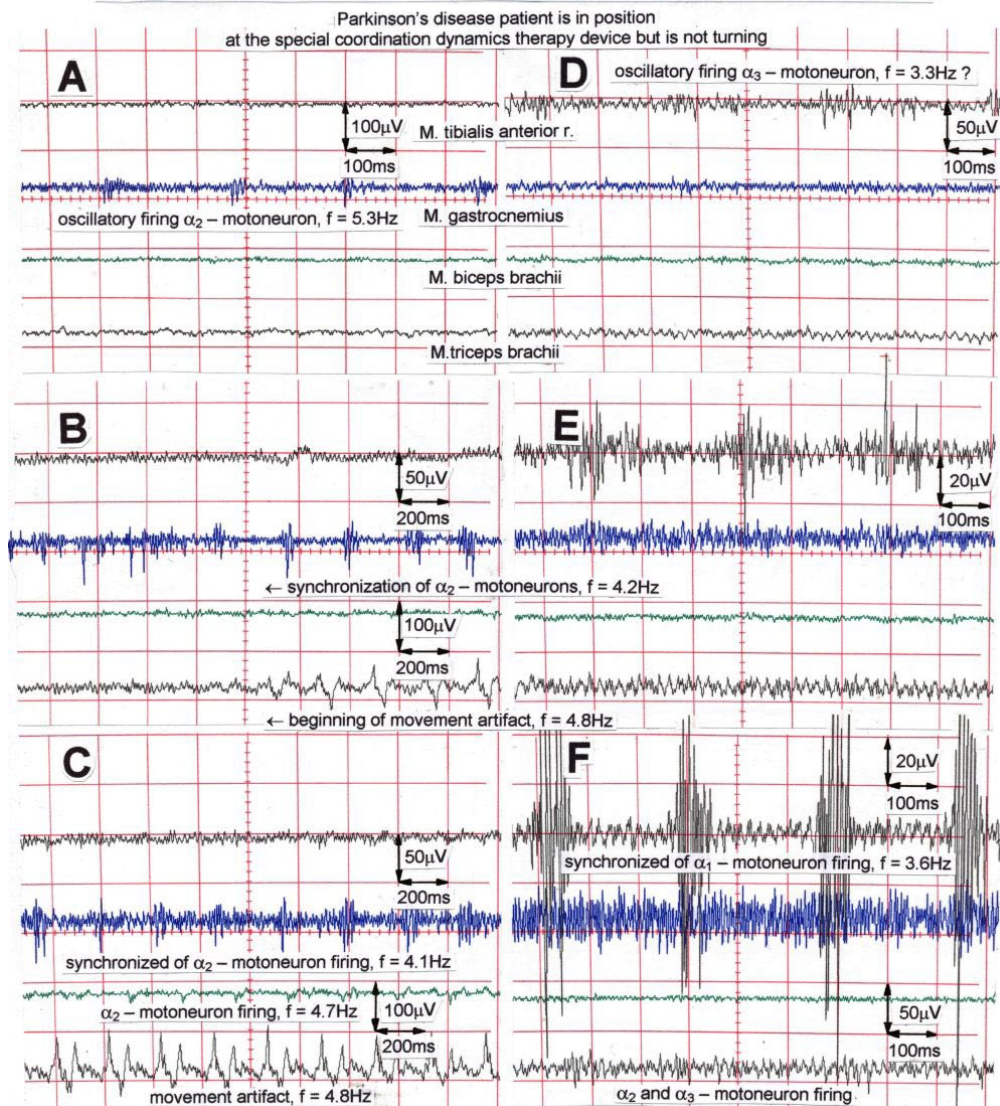 Parkinson's disease patient is in position
at the special coordination dynamics therapy device but is not turning
A
100µV
100ms
M. tibialis anterior r.
oscillatory firing α₂ – motoneuron, f = 5.3Hz
M. gastrocnemius
M. biceps brachii
M.triceps brachii
D
oscillatory firing α₃ – motoneuron, f = 3.3Hz ?
50µV
100ms
B
50µV
200ms
← synchronization of α₂ – motoneurons, f = 4.2Hz
100µV
200ms
← beginning of movement artifact, f = 4.8Hz
E
20µV
100ms
C
50µV
200ms
synchronized of α₂ – motoneuron firing, f = 4.1Hz
α₂ – motoneuron firing, f = 4.7Hz
100µV
200ms
movement artifact, f = 4.8Hz
F
20µV
100ms
synchronized of α₁ – motoneuron firing, f = 3.6Hz
50µV
100ms
α₂ and α₃ – motoneuron firing